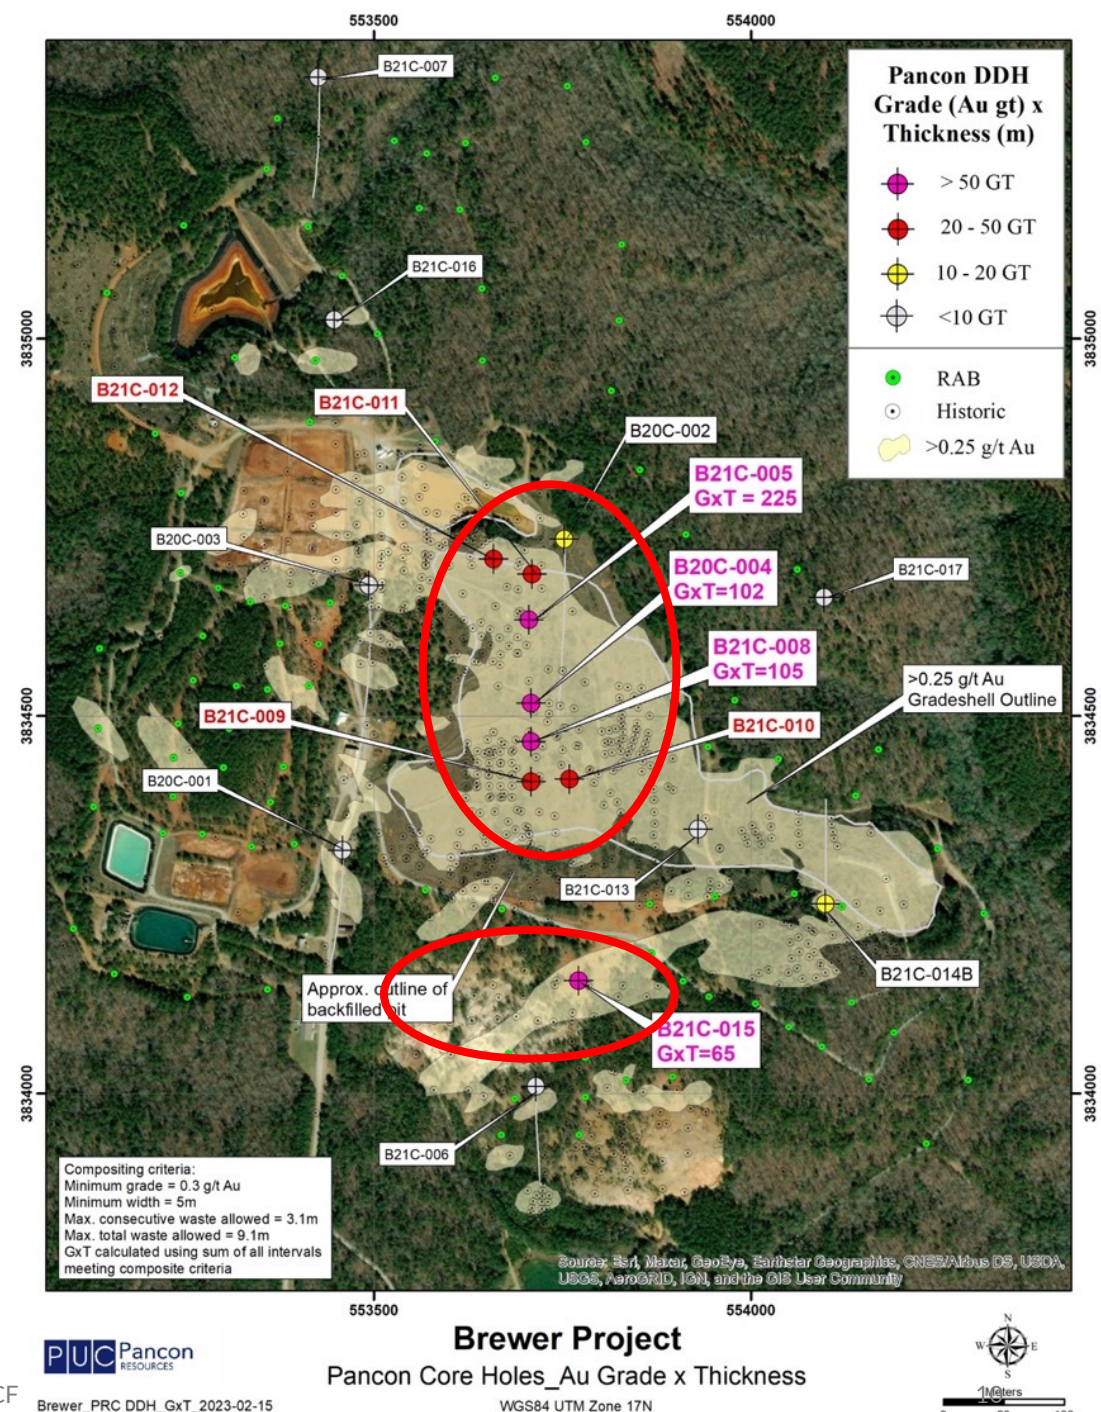 553500
554000
B21C-007
Pancon DDH
Grade (Au gt) x
Thickness (m)
> 50 GT
20 - 50 GT
10 - 20 GT
<10 GT
RAB
Historic
>0.25 g/t Au
B21C-016
3835000
3835000
B21C-012
B21C-011
B20C-002
B21C-005
GxT = 225
B20C-003
B20C-004
GxT=102
B21C-017
B21C-008
GxT=105
>0.25 g/t Au
Gradeshell Outline
3834500
3834500
B21C-009
B21C-010
B20C-001
B21C-013
B21C-014B
Approx. outline of
backfilled pit
B21C-015
GxT=65
3834000
3834000
B21C-006
Compositing criteria:
Minimum grade = 0.3 g/t Au
Minimum width = 5m
Max. consecutive waste allowed = 3.1m
Max. total waste allowed = 9.1m
GxT calculated using sum of all intervals
meeting composite criteria
Source: Esri, Maxar, GeoEye, Earthstar Geographics, CNES/Airbus DS, USDA,
USGS, AeroGRID, IGN, and the GIS User Community
553500
554000
PUC Pancon
RESOURCES
Brewer Project
Pancon Core Holes_Au Grade x Thickness
WGS84 UTM Zone 17N
N
W E
S
Meters
CF
Brewer_PRC DDH_GxT_2023-02-15